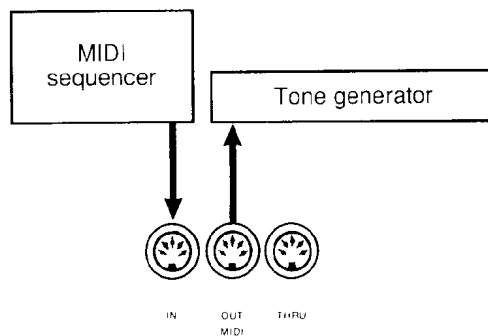 MIDI
sequencer
Tone generator
IN OUT THRU
MIDI